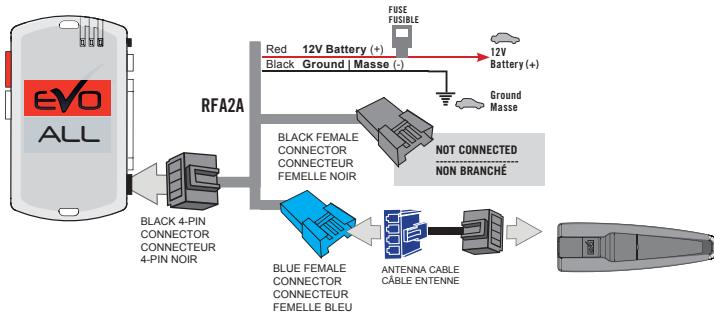 FUSE
FUSIBLE
Red 12V Battery (+)
Black Ground | Masse (-)
12V
Battery (+)
Ground
Masse
RFA2A
EVO
ALL
BLACK FEMALE
CONNECTOR
CONNECTEUR
FEMELLE NOIR
NOT CONNECTED
NON BRANCHÉ
BLACK 4-PIN
CONNECTOR
CONNECTEUR
4-PIN NOIR
BLUE FEMALE
CONNECTOR
CONNECTEUR
FEMELLE BLEU
ANTENNA CABLE
CÂBLE ENTENNE